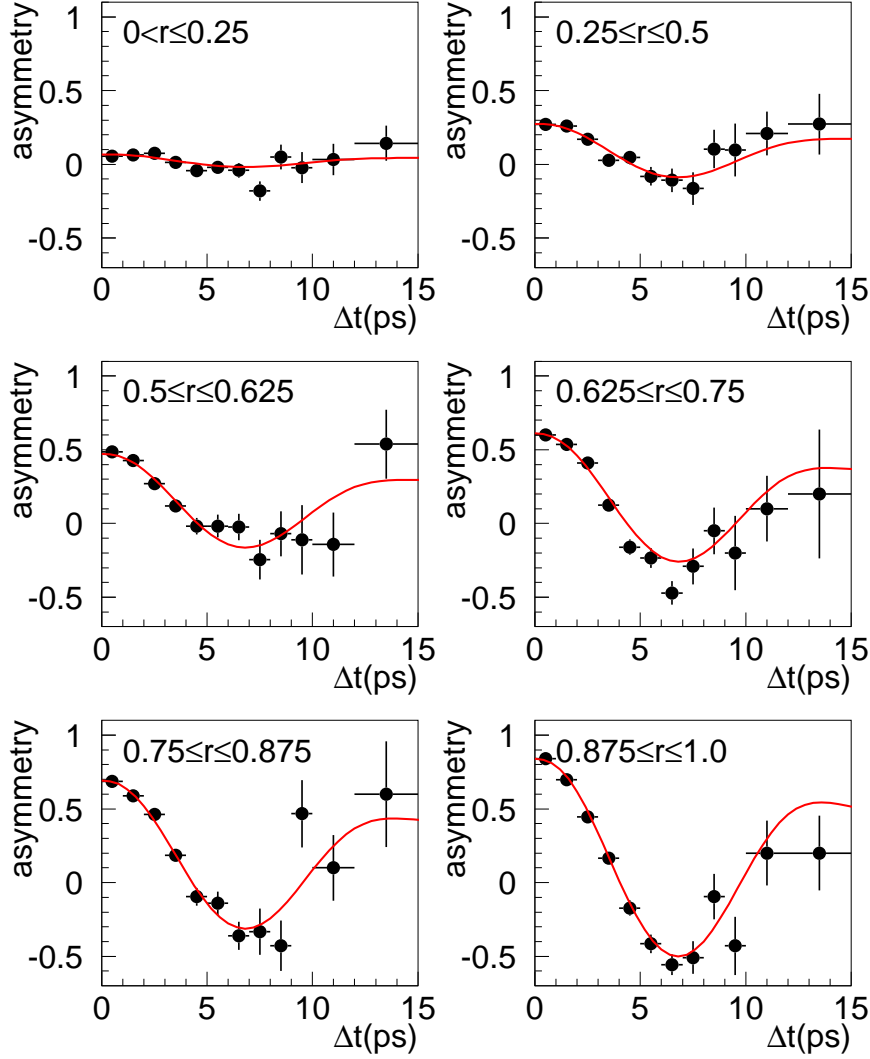 0<r≤0.25
asymmetry
1
0.5
0
-0.5
0 5 10 15
Δt(ps)
0.25≤r≤0.5
asymmetry
1
0.5
0
-0.5
0 5 10 15
Δt(ps)
0.5≤r≤0.625
asymmetry
1
0.5
0
-0.5
0 5 10 15
Δt(ps)
0.625≤r≤0.75
asymmetry
1
0.5
0
-0.5
0 5 10 15
Δt(ps)
0.75≤r≤0.875
asymmetry
1
0.5
0
-0.5
0 5 10 15
Δt(ps)
0.875≤r≤1.0
asymmetry
1
0.5
0
-0.5
0 5 10 15
Δt(ps)